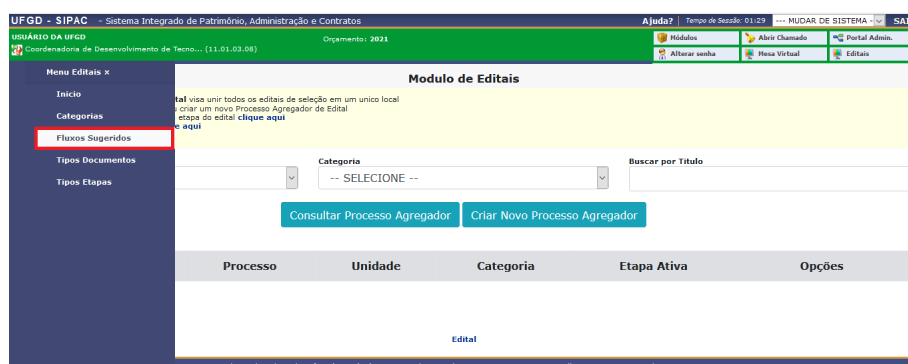 UFGD - SIPAC - Sistema Integrado de Patrimônio, Administração e Contratos
Ajuda? Tempo de Sessão: 01:29 --- MUDAR DE SISTEMA - SAI
USUÁRIO DA UFGD Orçamento: 2021
Módulos Abrir Chamado Portal Admin.
Coordenadoria de Desenvolvimento de Tecno... (11.01.03.08)
Alterar senha Mesa Virtual Editais
Menu Editais ×
Modulo de Editais
Inicio
Categorias
Fluxos Sugeridos
Tipos Documentos
Tipos Etapas
tal visa unir todos os editais de seleção em um unico local
criar um novo Processo Agregador de Edital
etapa do edital clique aqui
e aqui
Categoria Buscar por Título
-- SELECIONE --
Consultar Processo Agregador Criar Novo Processo Agregador
Processo Unidade Categoria Etapa Ativa Opções
Edital